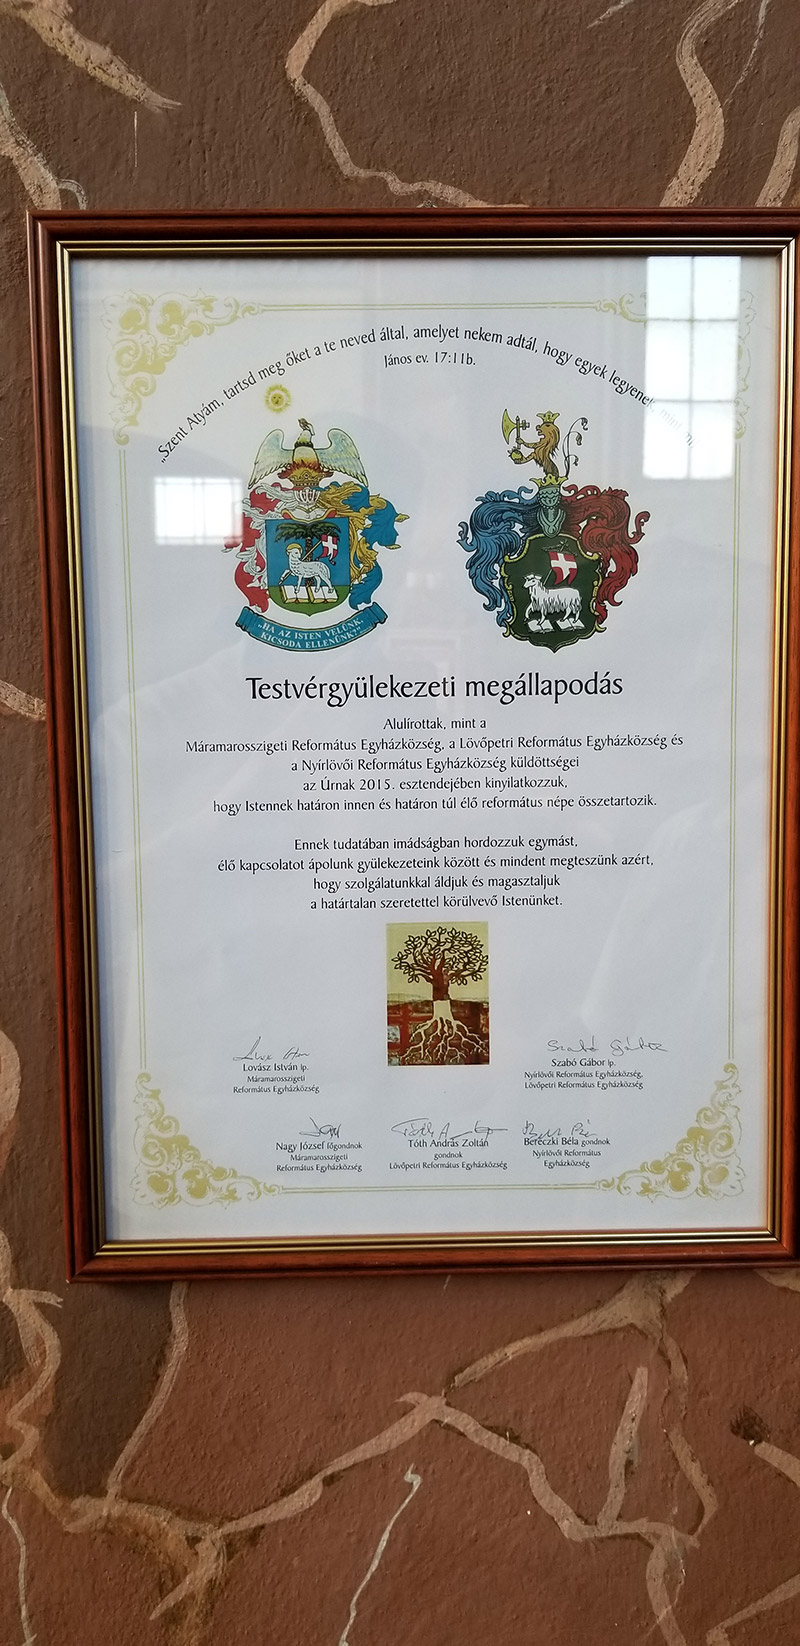 „Szent Atyám, tartsd meg őket a te neved által, amelyet nekem adtál, hogy egyek legyenek,
János ev. 17:11b.
„HA AZ ISTEN VELÜNK,
KICSODA ELLENÜNK?"
Testvérgyülekezeti megállapodás
Alulírottak, mint a
Máramarosszigeti Református Egyházközség, a Lövőpetri Református Egyházközség és
a Nyírlövői Református Egyházközség küldöttségei
az Úrnak 2015. esztendejében kinyilatkozzuk,
hogy Istennek határon innen és határon túl élő református népe összetartozik.
Ennek tudatában imádságban hordozzuk egymást,
élő kapcsolatot ápolunk gyülekezeteink között és mindent megteszünk azért,
hogy szolgálatunkkal áldjuk és magasztaljuk
a határtalan szeretettel körülvevő Istenünket.
Szabó Gábor
Lovász István lp.
Máramarosszigeti
Református Egyházközség
Szabó Gábor lp.
Nyírlövői Református Egyházközség,
Lövőpetri Református Egyházközség
Tóth A
Nagy József főgondnok
Máramarosszigeti
Református Egyházközség
Tóth András Zoltán
gondnok
Lövőpetri Református Egyházközség
Bereczki Béla gondnok
Nyírlövői Református
Egyházközség